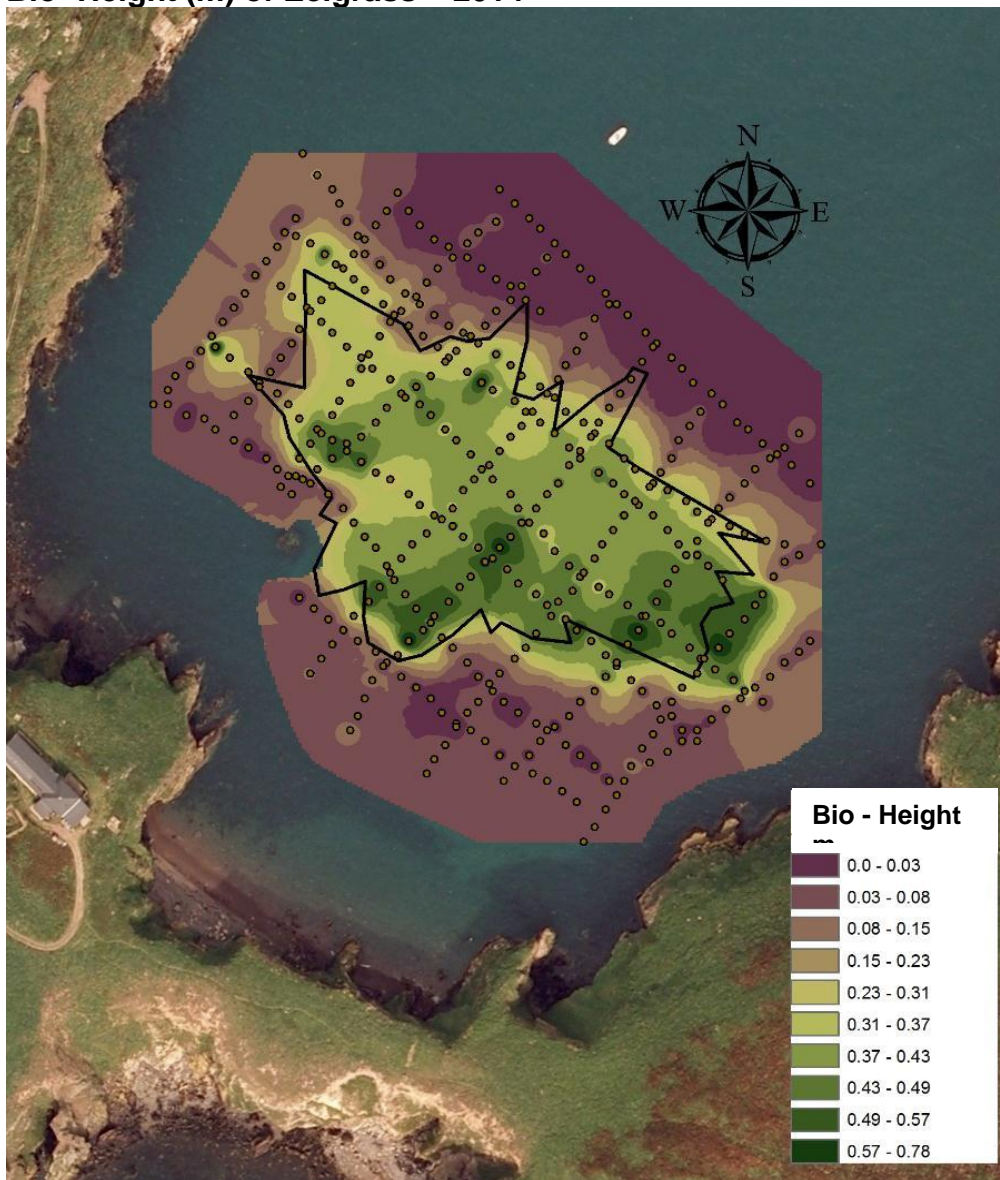 Bio- Height (m) of Eelgrass –
N
W
E
S
Bio - Height
0.0 - 0.03
0.03 - 0.08
0.08 - 0.15
0.15 - 0.23
0.23 - 0.31
0.31 - 0.37
0.37 - 0.43
0.43 - 0.49
0.49 - 0.57
0.57 - 0.78